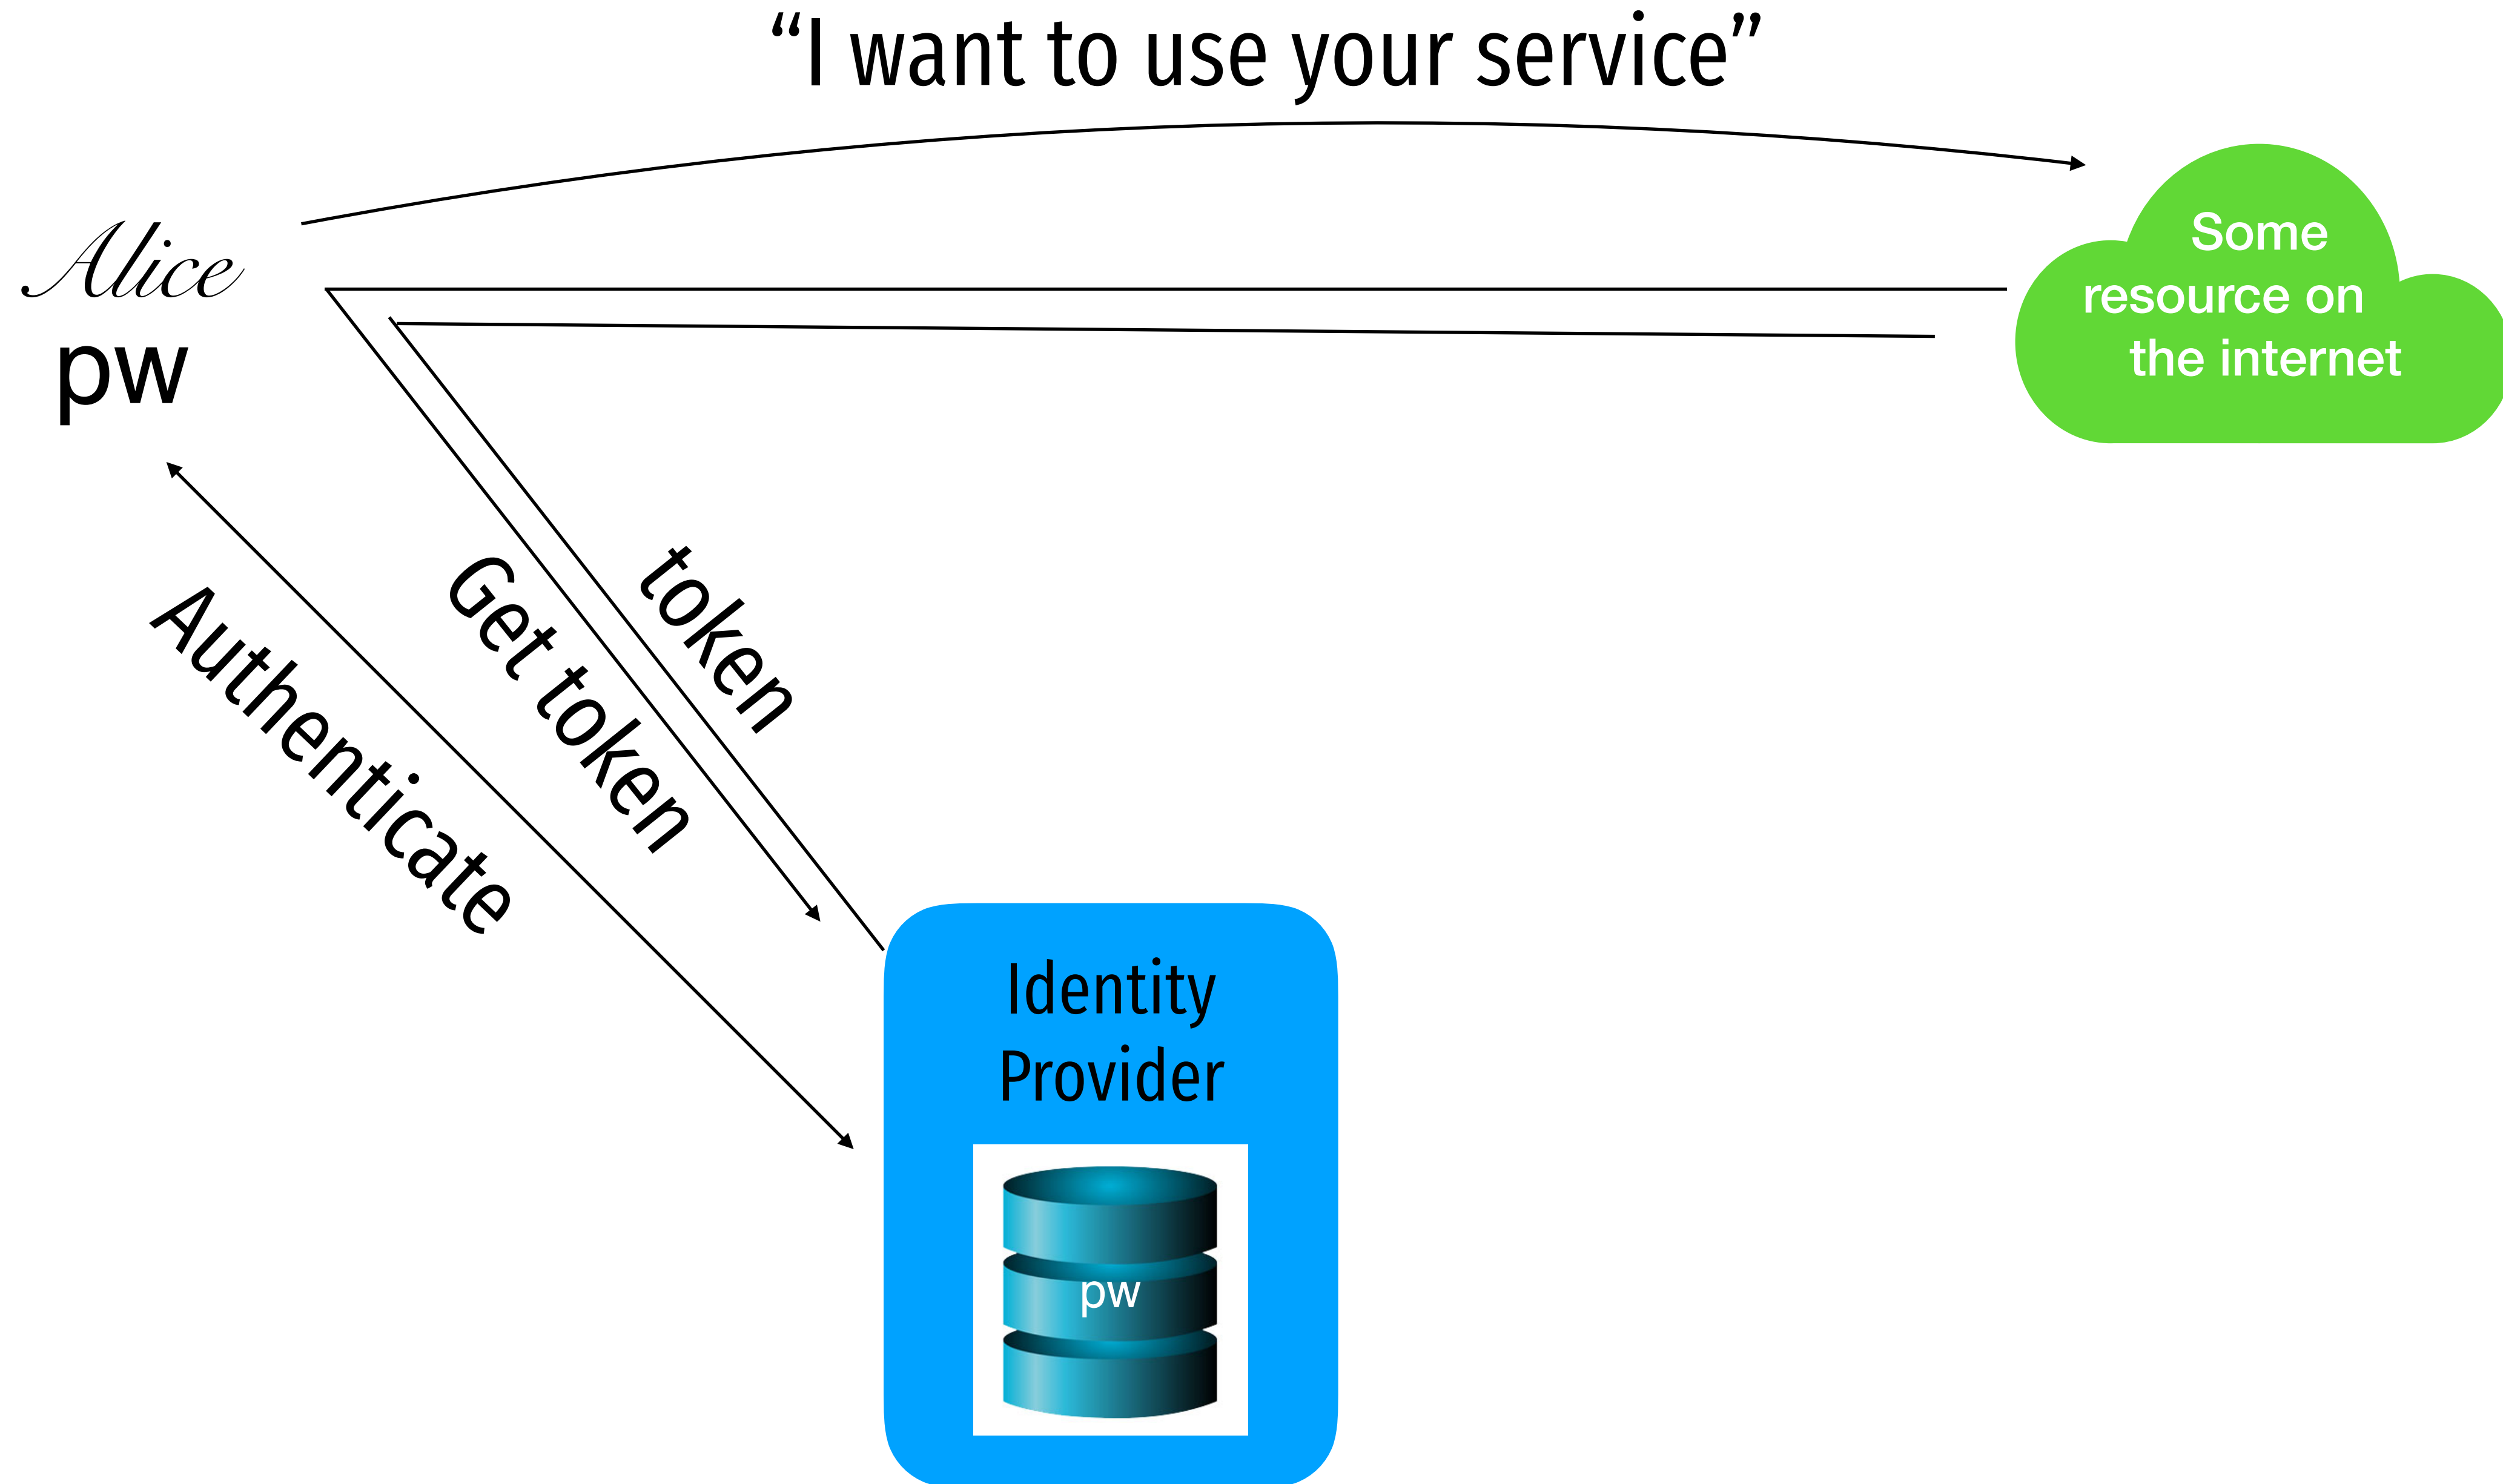 “I want to use your service”
Alice
pw
Some
resource on
the internet
Authenticate
Get token
token
Identity
Provider
pw